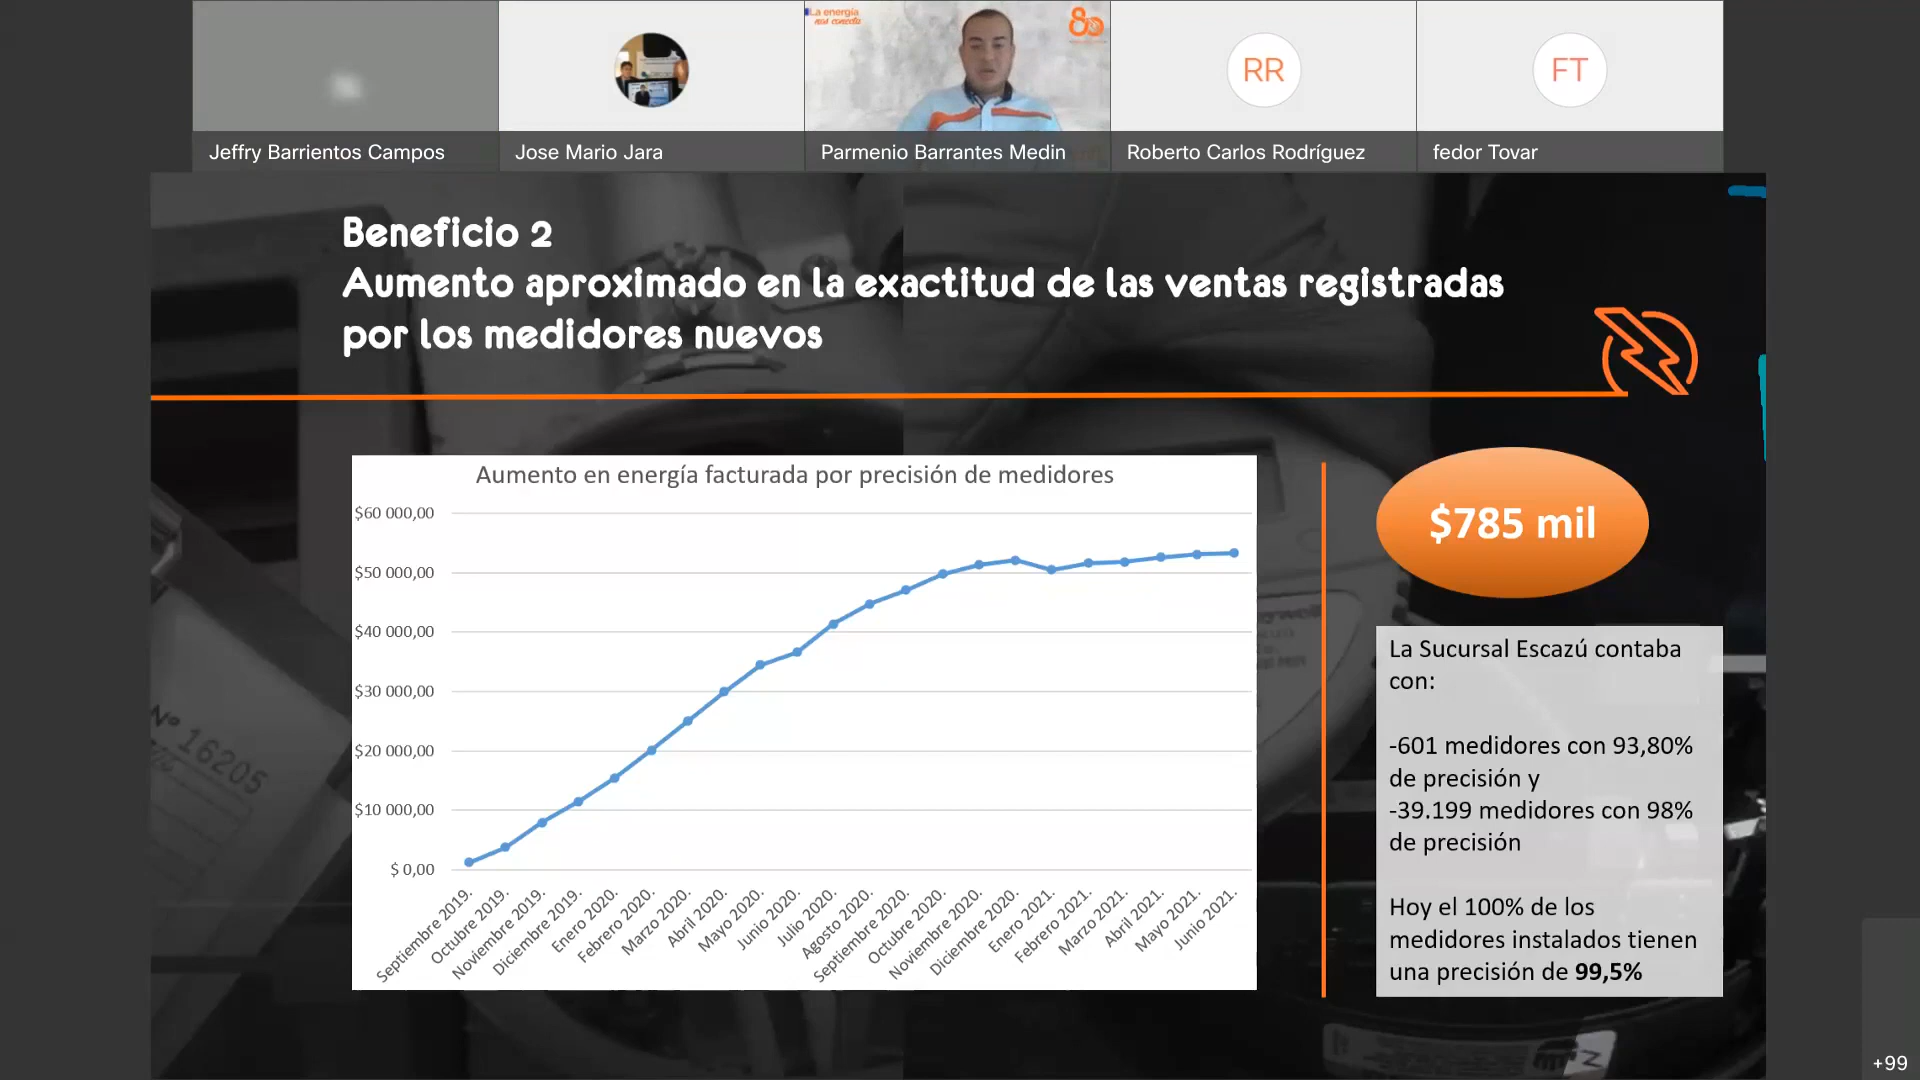 La energía
nos conecta
80
RR
FT
Jeffry Barrientos Campos
Jose Mario Jara
Parmenio Barrantes Medin
Roberto Carlos Rodríguez
fedor Tovar
Beneficio 2
Aumento aproximado en la exactitud de las ventas registradas
por los medidores nuevos
Aumento en energía facturada por precisión de medidores
$60 000,00
$50 000,00
$40 000,00
$30 000,00
$20 000,00
$10 000,00
$ 0,00
Septiembre 2019.
Octubre 2019.
Noviembre 2019.
Diciembre 2019.
Enero 2020.
Febrero 2020.
Marzo 2020.
Abril 2020.
Mayo 2020.
Junio 2020.
Julio 2020.
Agosto 2020.
Septiembre 2020.
Octubre 2020.
Noviembre 2020.
Diciembre 2020.
Enero 2021.
Febrero 2021.
Marzo 2021.
Abril 2021.
Mayo 2021.
Junio 2021.
$785 mil
La Sucursal Escazú contaba
con:
-601 medidores con 93,80%
de precisión y
-39.199 medidores con 98%
de precisión
Hoy el 100% de los
medidores instalados tienen
una precisión de 99,5%
Nº 16205
N
+99